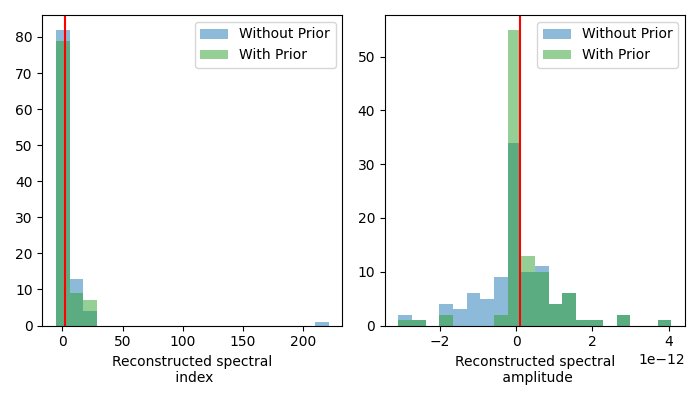 80
70
60
50
40
30
20
10
0
0
50
100
150
200
Without Prior
With Prior
Reconstructed spectral
index
50
40
30
20
10
0
−2
0
2
4
1e−12
Without Prior
With Prior
Reconstructed spectral
amplitude